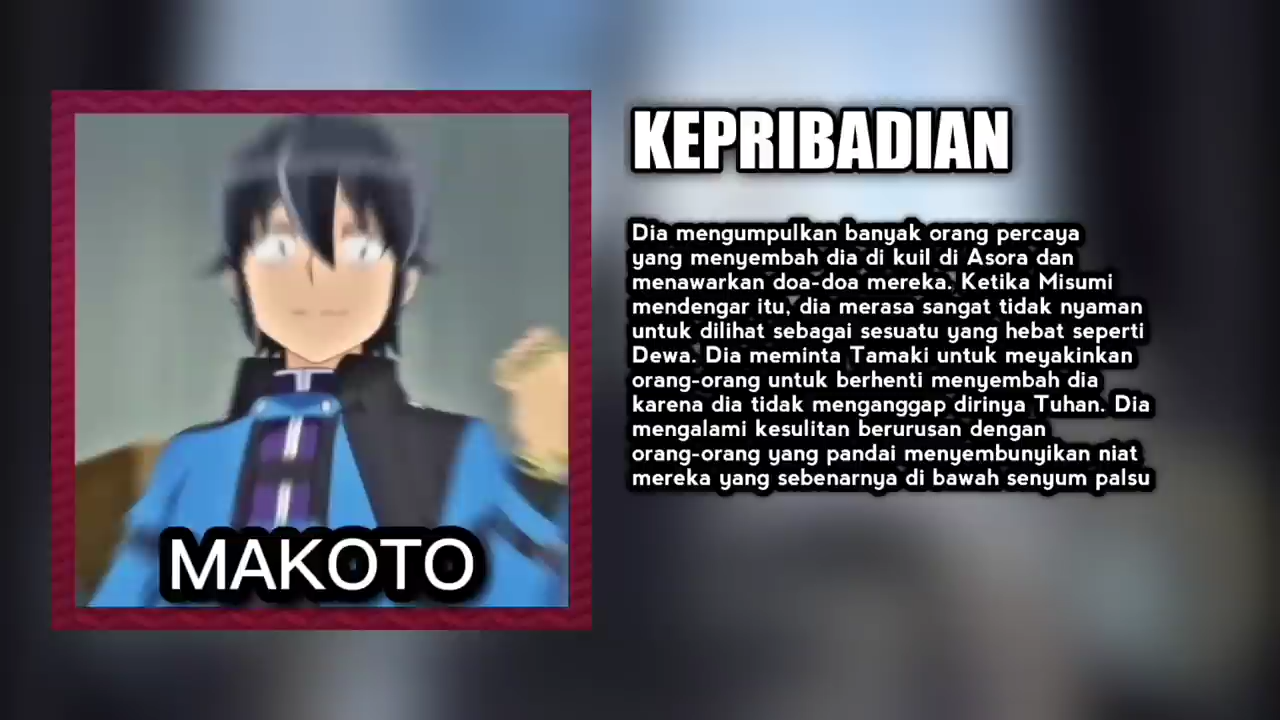 KEPRIBADIAN
Dia mengumpulkan banyak orang percaya
yang menyembah dia di kuil di Asora dan
menawarkan doa-doa mereka. Ketika Misumi
mendengar itu, dia merasa sangat tidak nyaman
untuk dilihat sebagai sesuatu yang hebat seperti
Dewa. Dia meminta Tamaki untuk meyakinkan
orang-orang untuk berhenti menyembah dia
karena dia tidak menganggap dirinya Tuhan. Dia
mengalami kesulitan berurusan dengan
orang-orang yang pandai menyembunyikan niat
mereka yang sebenarnya di bawah senyum palsu
MAKOTO